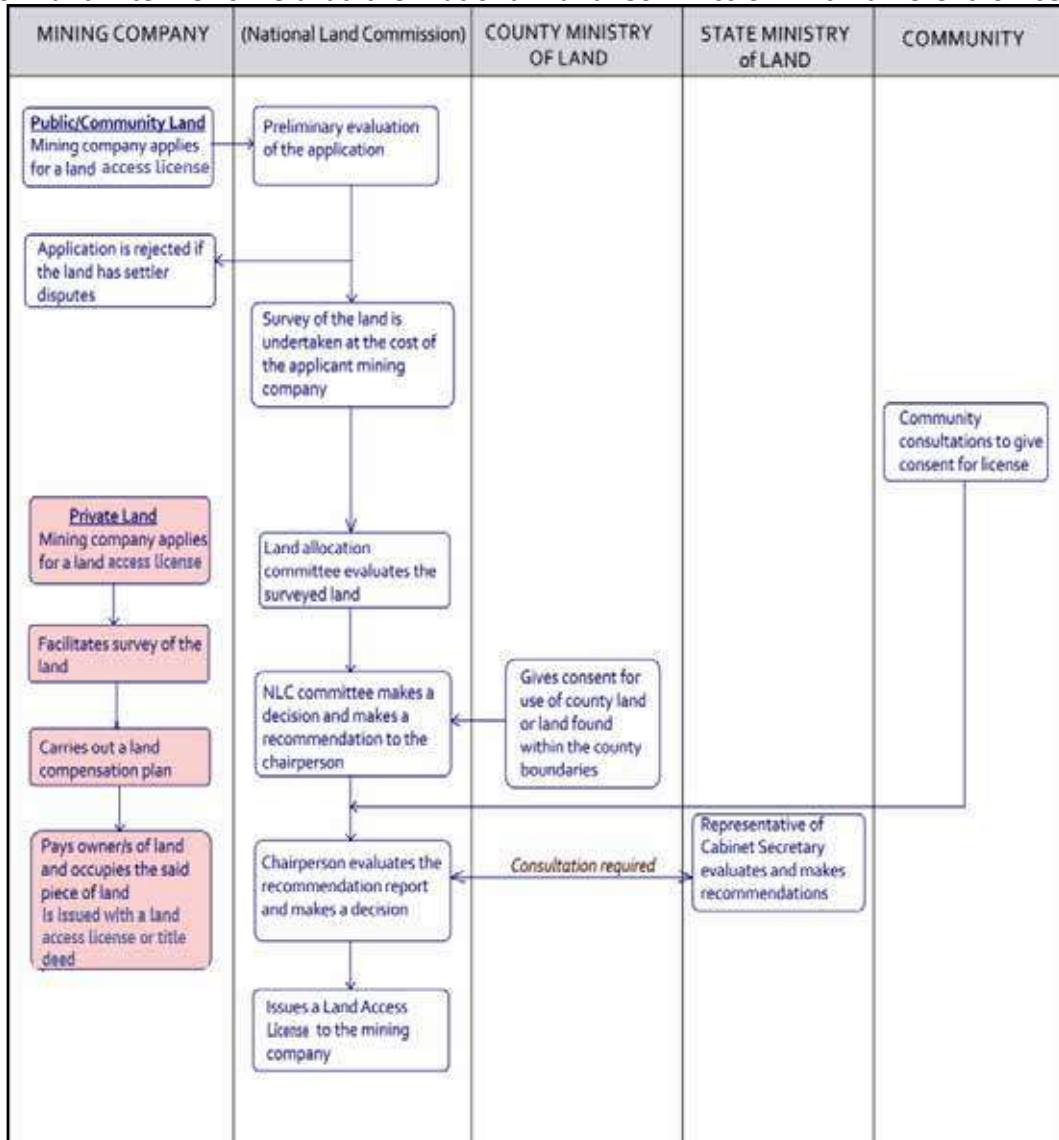 MINING COMPANY
(National Land Commission)
COUNTY MINISTRY
OF LAND
STATE MINISTRY
of LAND
COMMUNITY
Public/Community Land
Mining company applies
for a land access license
Preliminary evaluation
of the application
Application is rejected if
the land has settler
disputes
Survey of the land is
undertaken at the cost of
the applicant mining
company
Community
consultations to give
consent for license
Private Land
Mining company applies
for a land access license
Land allocation
committee evaluates the
surveyed land
Facilitates survey of the
land
NLC committee makes a
decision and makes a
recommendation to the
chairperson
Gives consent for
use of county land
or land found
within the county
boundaries
Carries out a land
compensation plan
Pays owner/s of land
and occupies the said
piece of land
Is issued with a land
access license or title
deed
Chairperson evaluates the
recommendation report
and makes a decision
Consultation required
Representative of
Cabinet Secretary
evaluates and makes
recommendations
Issues a Land Access
License to the mining
company